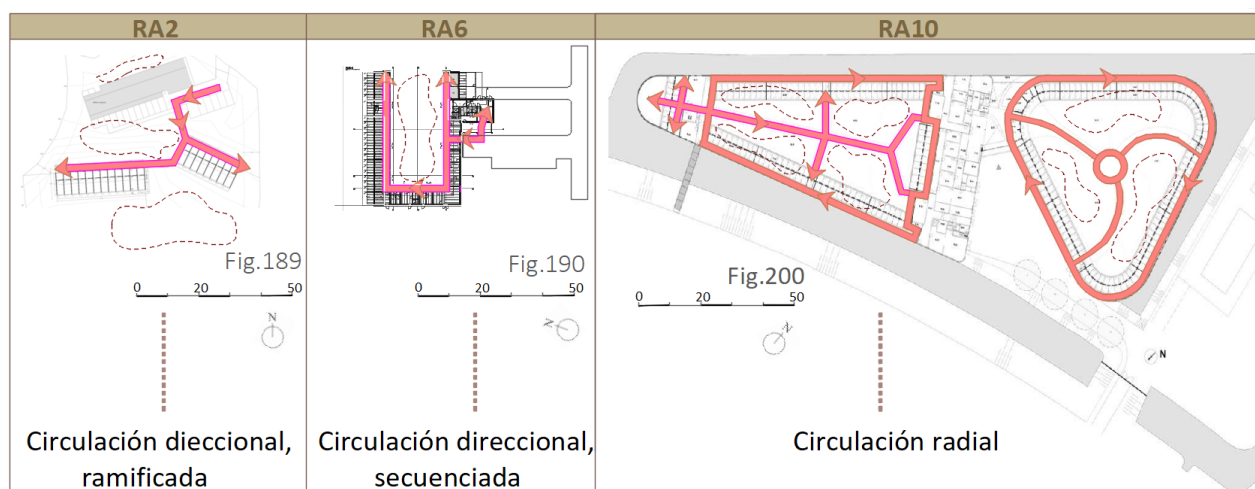 RA2
RA6
RA10
Fig.189
Fig.190
Fig.200
0 20 50
0 20 50
0 20 50
N
N
N
N
Circulación dieccional,
ramificada
Circulación direccional,
secuenciada
Circulación radial